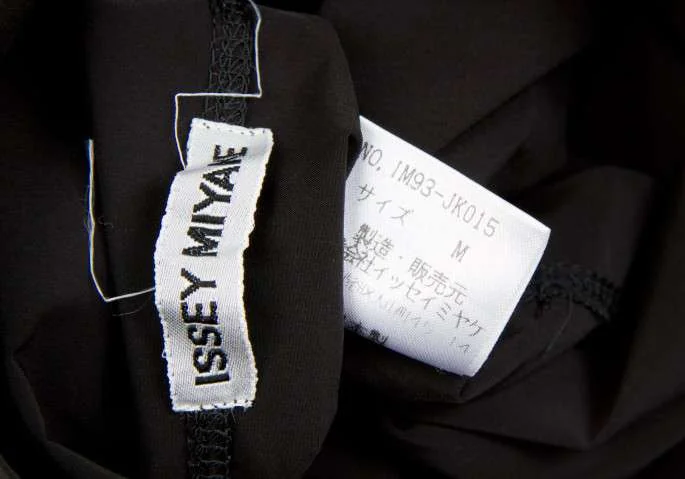 ISSEY MIYAKE
NO. IM93-JK015
サイズ M
製造・販売元
会社イッセイミヤケ
製